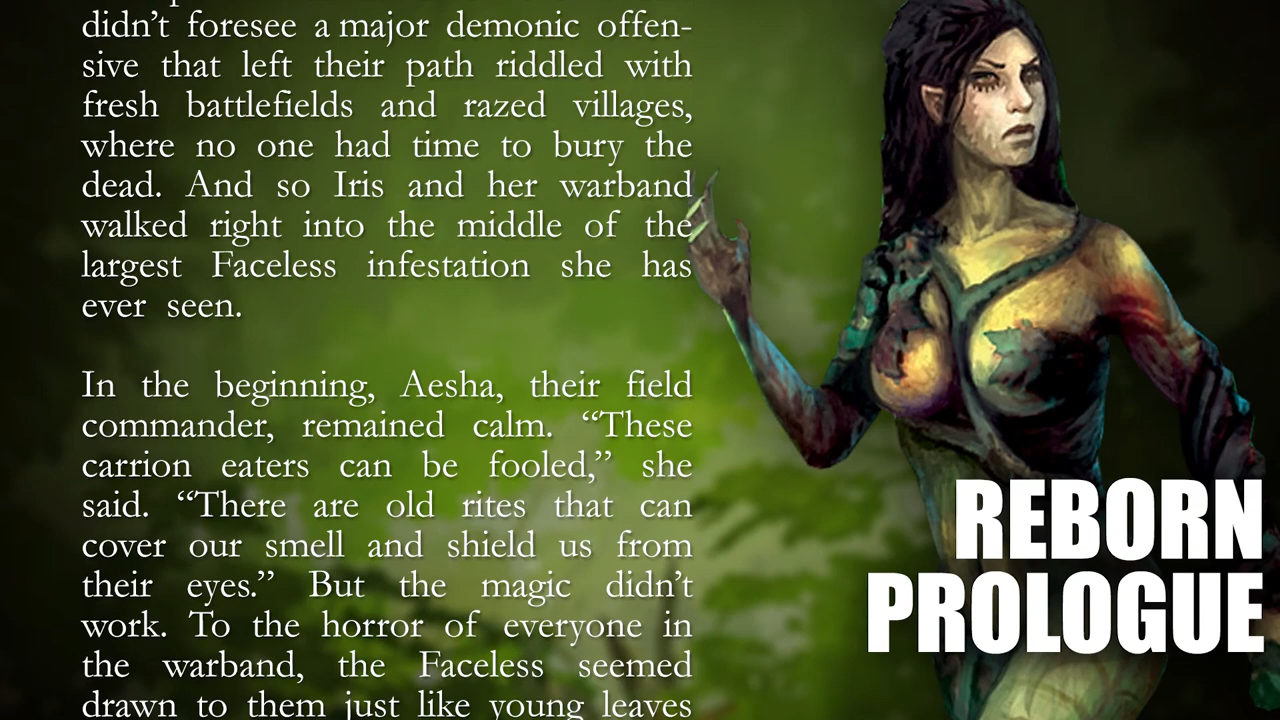 didn’t foresee a major demonic offen-
sive that left their path riddled with
fresh battlefields and razed villages,
where no one had time to bury the
dead. And so Iris and her warband
walked right into the middle of the
largest Faceless infestation she has
ever seen.
In the beginning, Aesha, their field
commander, remained calm. “These
carrion eaters can be fooled,” she
said. “There are old rites that can
cover our smell and shield us from
their eyes.” But the magic didn’t
work. To the horror of everyone in
the warband, the Faceless seemed
drawn to them just like young leaves
REBORN
PROLOGUE